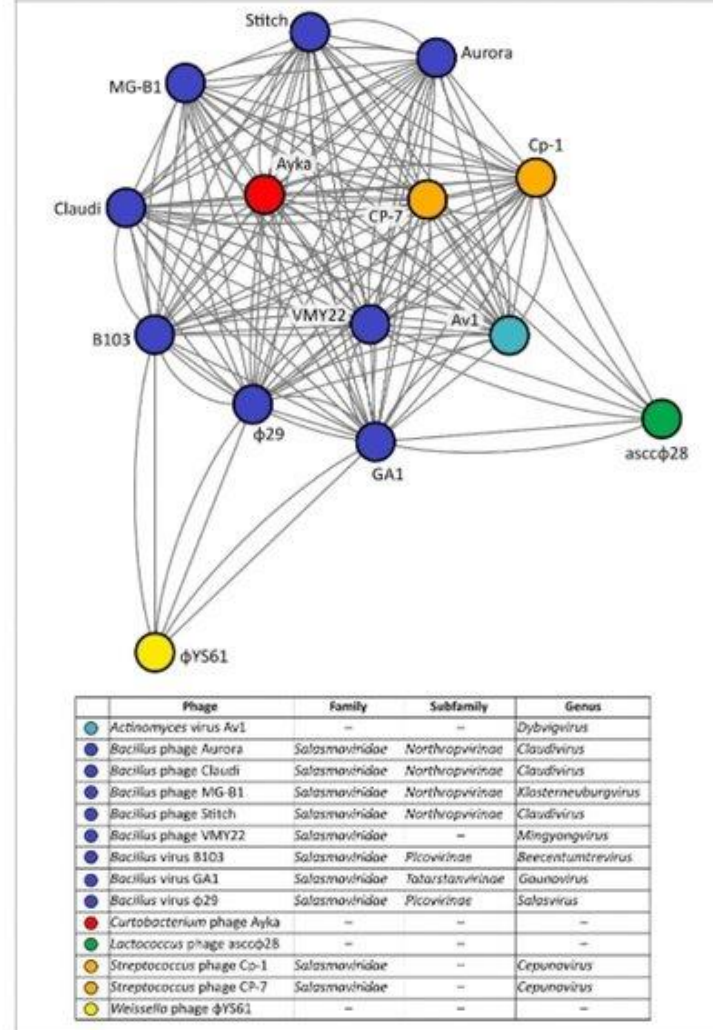 Stitch
Aurora
MG-B1
Cp-1
Ayka
Claudi
CP-7
VMY22
Av1
B103
ϕ29
GA1
asccϕ28
ϕYS61
Phage Family Subfamily Genus
Actinomyces virus Av1 – – Dybvigvirus
Bacillus phage Aurora Salasmaviridae Northropvirinae Claudivirus
Bacillus phage Claudi Salasmaviridae Northropvirinae Claudivirus
Bacillus phage MG-B1 Salasmaviridae Northropvirinae Klosterneuburgvirus
Bacillus phage Stitch Salasmaviridae Northropvirinae Claudivirus
Bacillus phage VMY22 Salasmaviridae – Mingyongvirus
Bacillus virus B103 Salasmaviridae Picovirinae Beecentumtrevirus
Bacillus virus GA1 Salasmaviridae Tatarstanvirinae Gaunavirus
Bacillus virus ϕ29 Salasmaviridae Picovirinae Salasvirus
Curtobacterium phage Ayka – – –
Lactococcus phage asccϕ28 – – –
Streptococcus phage Cp-1 Salasmaviridae – Cepunavirus
Streptococcus phage CP-7 Salasmaviridae – Cepunavirus
Weissella phage ϕYS61 – – –